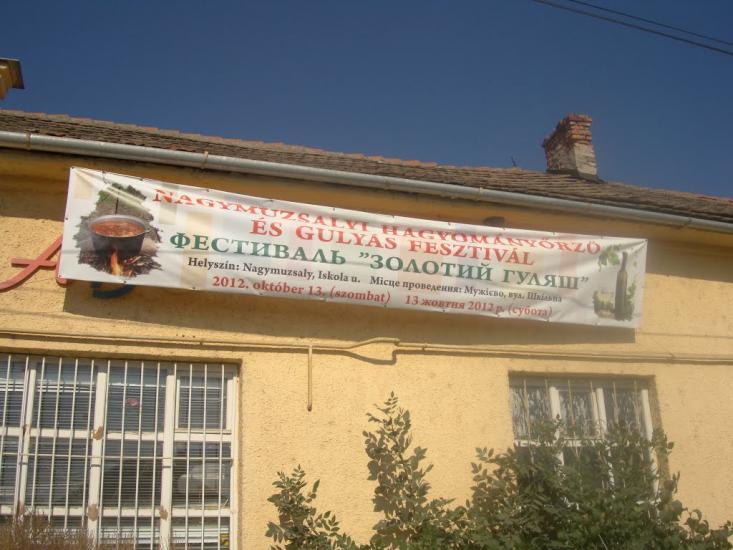 NAGYMUZSALYI HAGYOMÁNYŐRZŐ
ÉS GULYÁS FESZTIVÁL
ФЕСТИВАЛЬ "ЗОЛОТИЙ ГУЛЯШ"
Helyszín: Nagymuzsaly, Iskola u. Місце проведення: Мужієво, вул. Шкільна
2012. október 13. (szombat) 13 жовтня 2012 р. (субота)